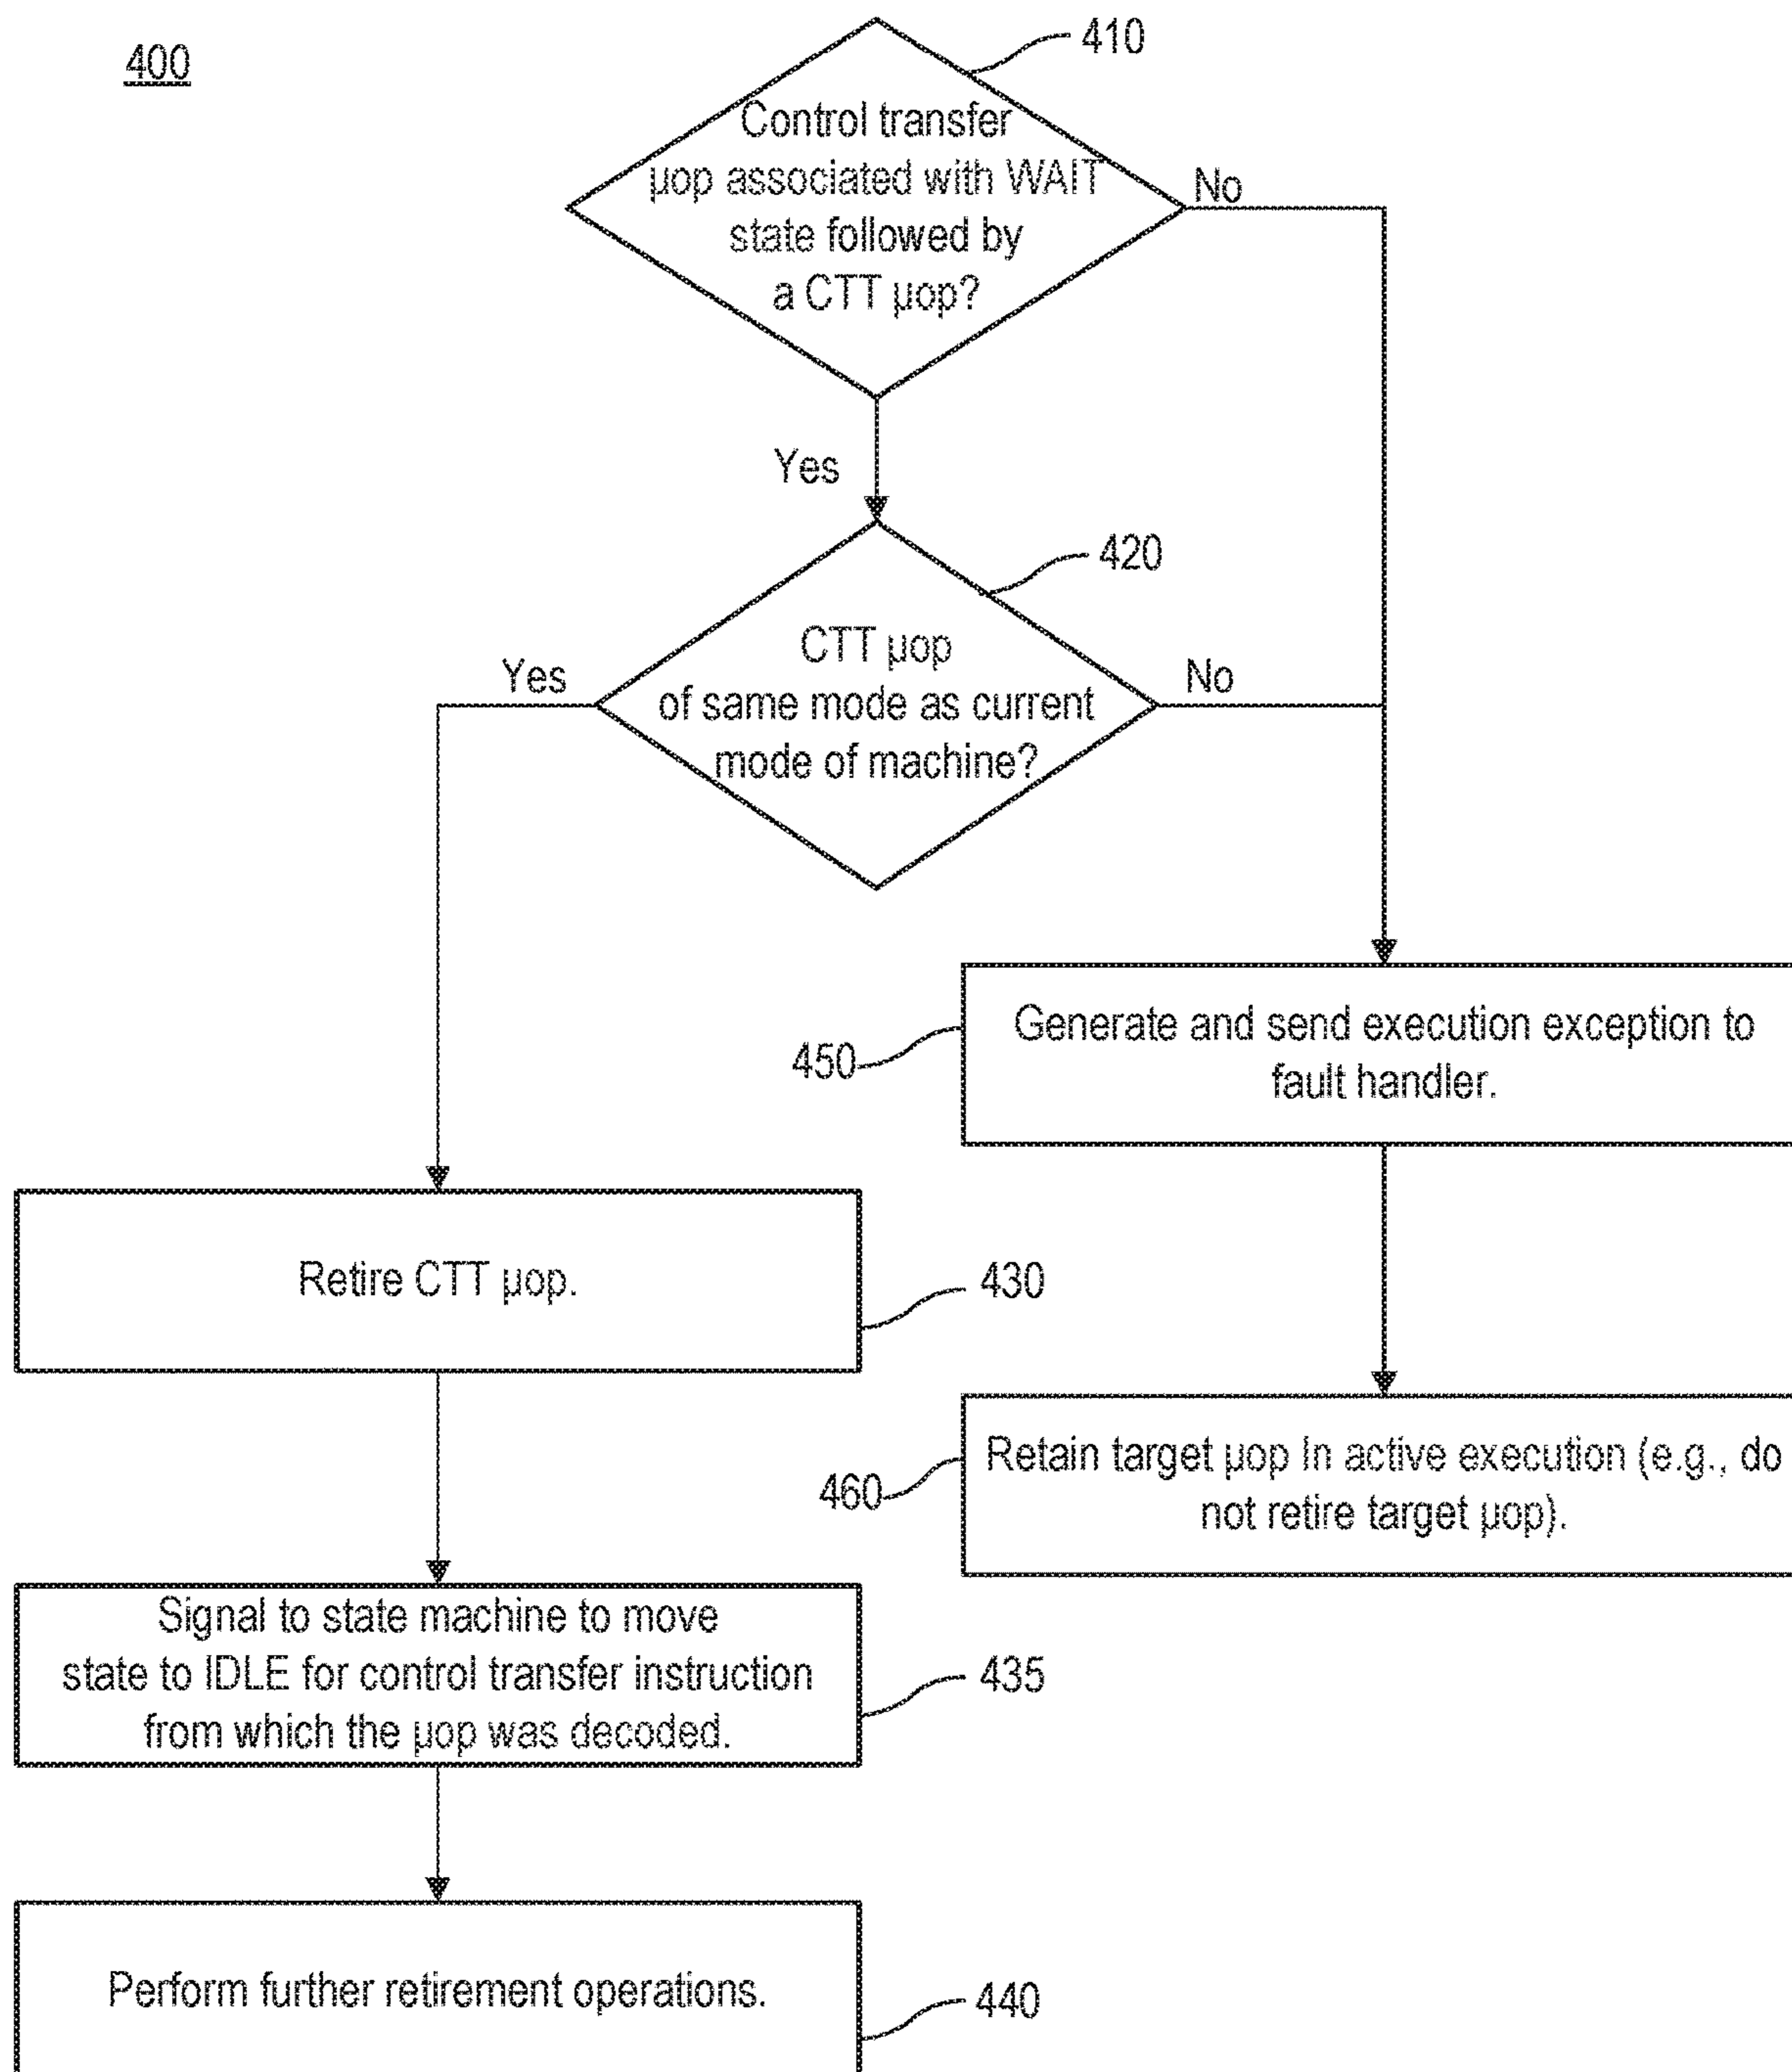 400
410
Control transfer
µop associated with WAIT
state followed by
a CTT µop?
No
Yes
420
CTT µop
of same mode as current
mode of machine?
Yes
No
450
Generate and send execution exception to
fault handler.
Retire CTT µop.
430
460
Retain target µop In active execution (e.g., do
not retire target µop).
Signal to state machine to move
state to IDLE for control transfer instruction
from which the µop was decoded.
435
Perform further retirement operations.
440